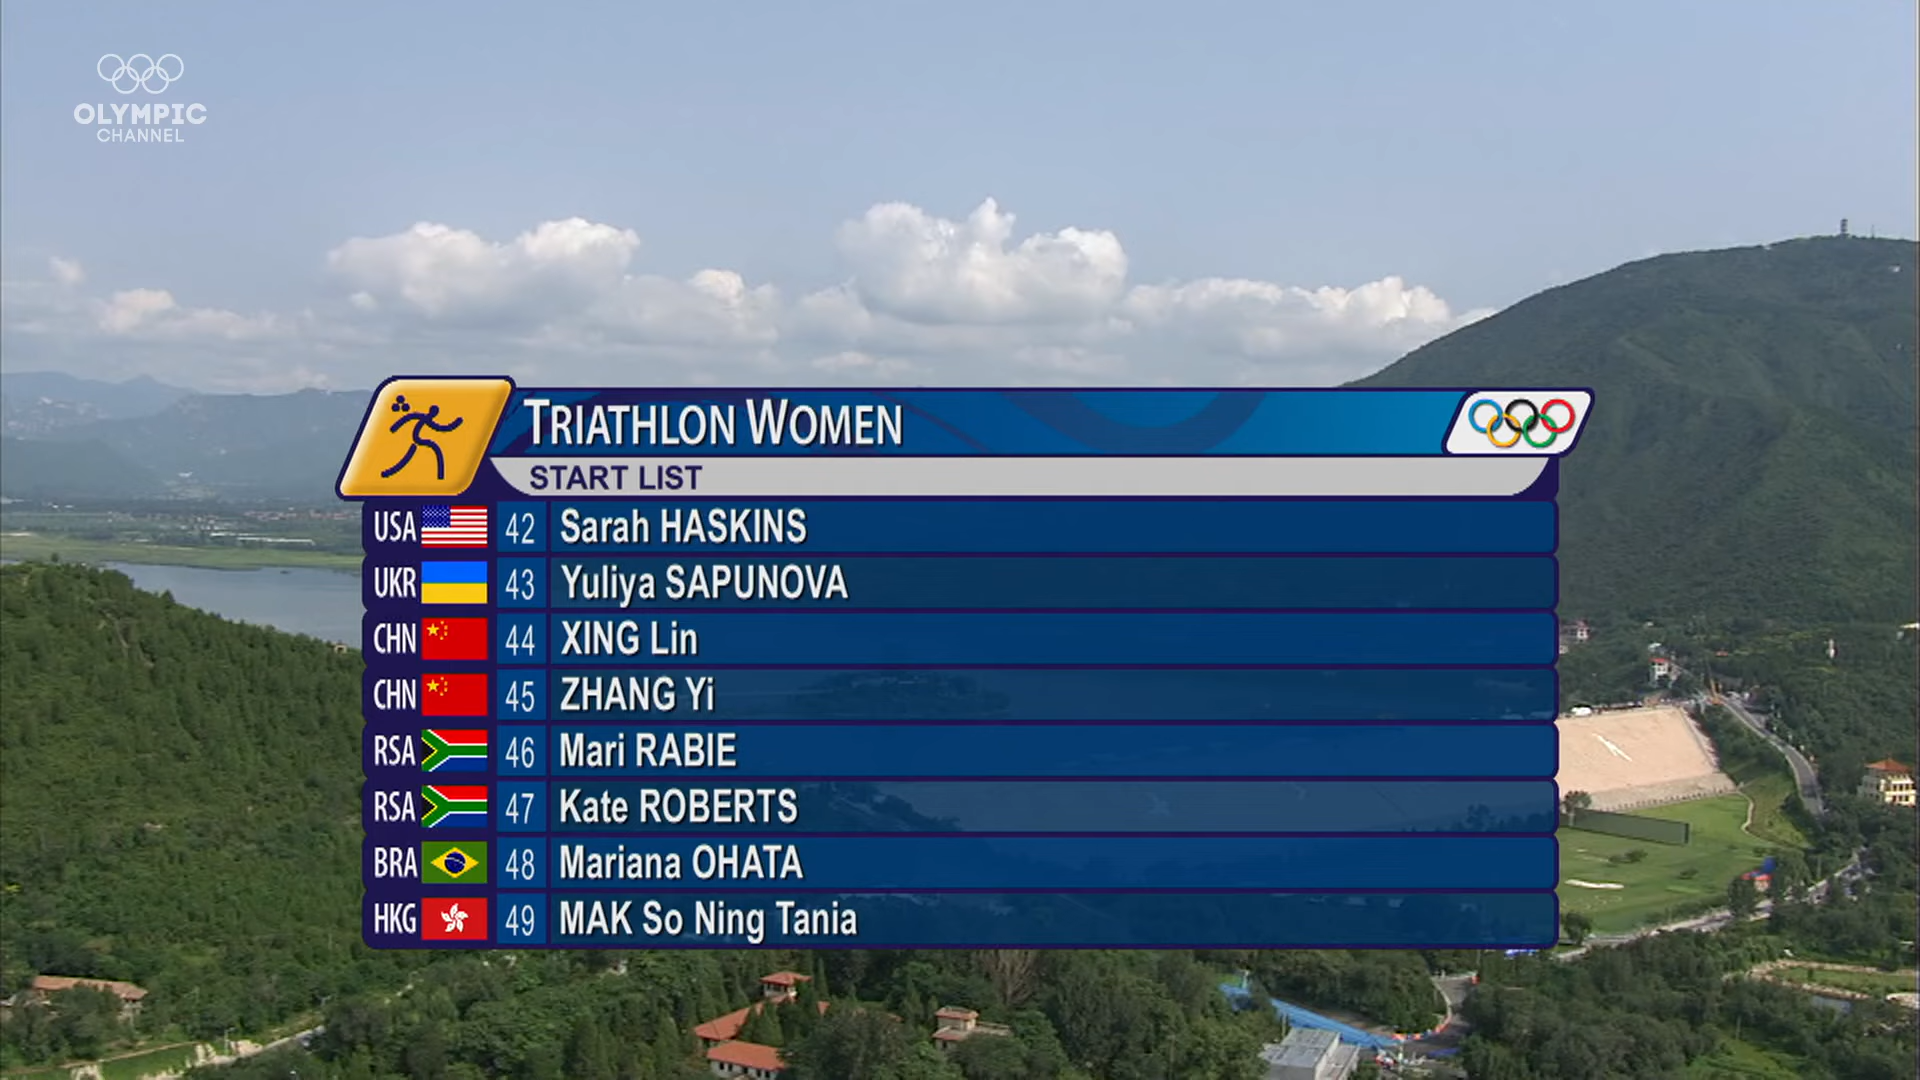 OLYMPIC
CHANNEL
TRIATHLON WOMEN
START LIST
USA 42 Sarah HASKINS
UKR 43 Yuliya SAPUNOVA
CHN 44 XING Lin
CHN 45 ZHANG Yi
RSA 46 Mari RABIE
RSA 47 Kate ROBERTS
BRA 48 Mariana OHATA
HKG 49 MAK So Ning Tania